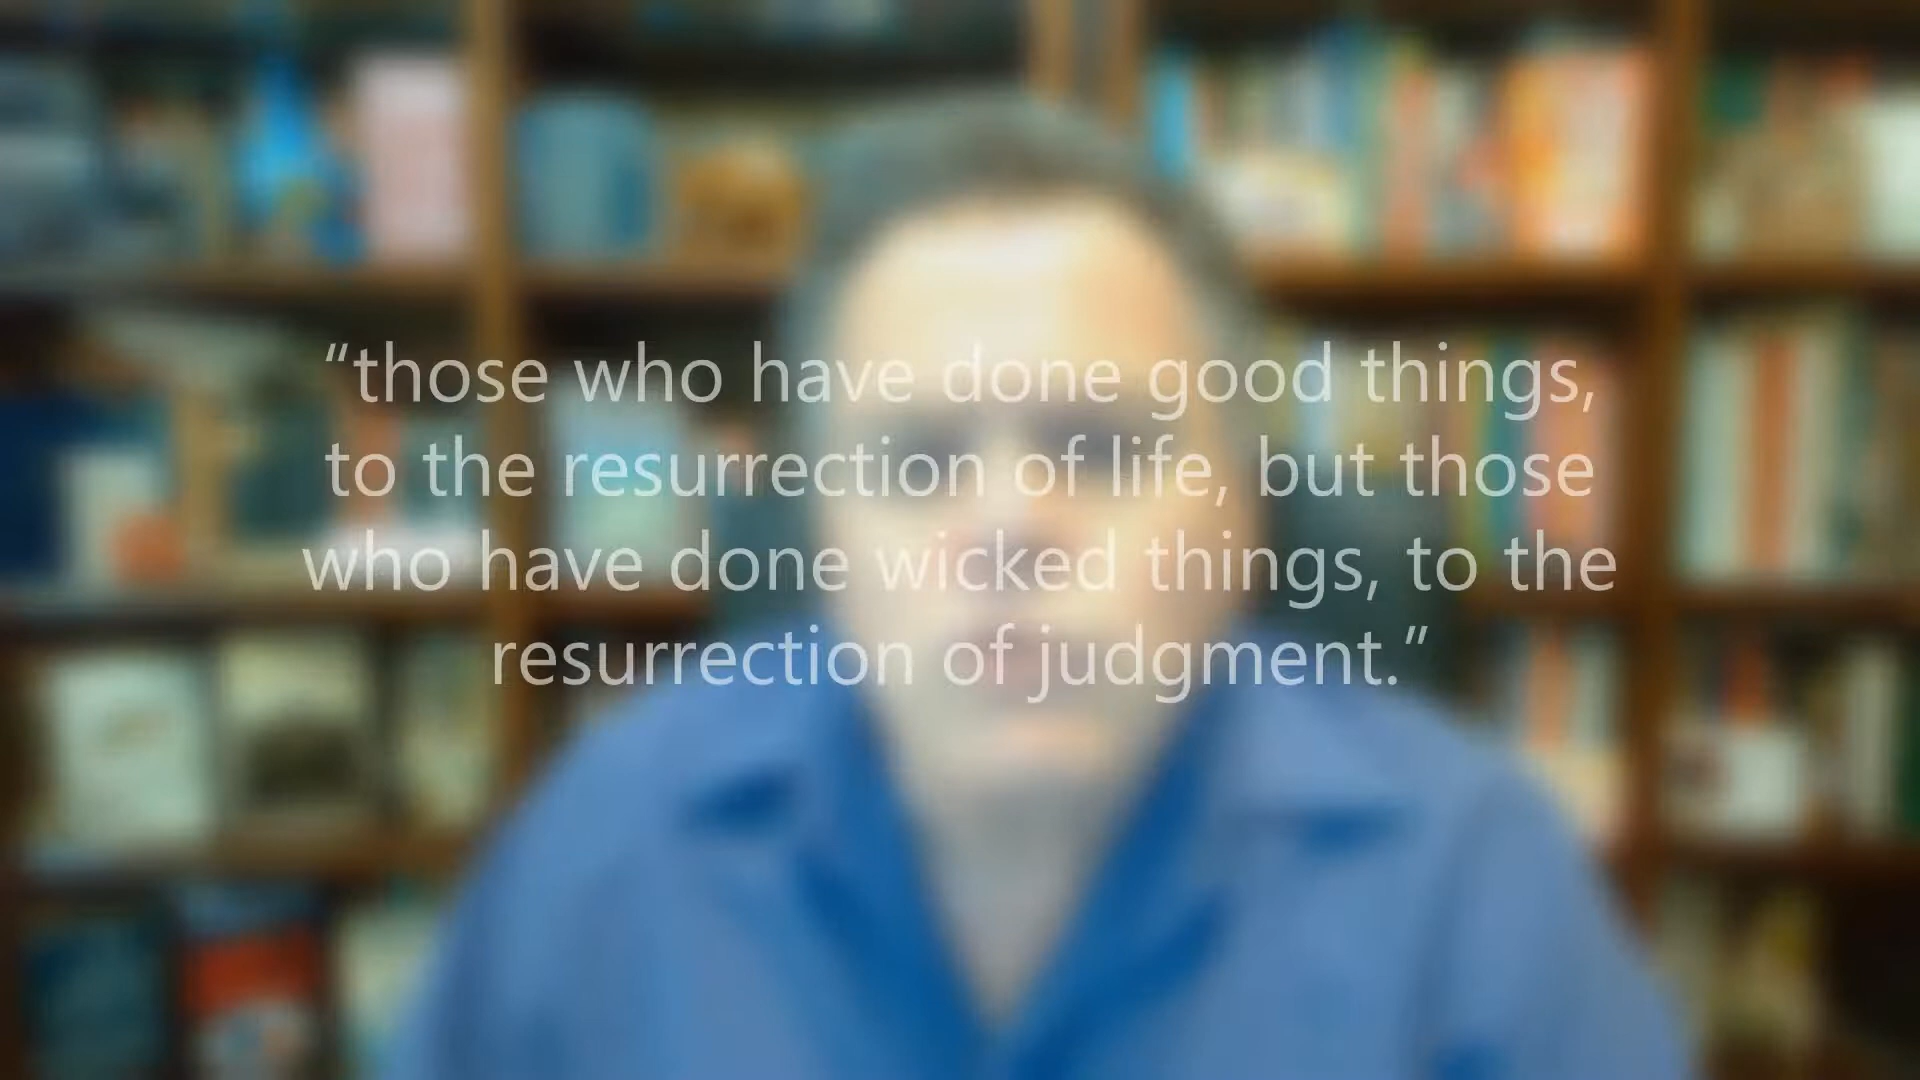 “those who have done good things,
to the resurrection of life, but those
who have done wicked things, to the
resurrection of judgment.”